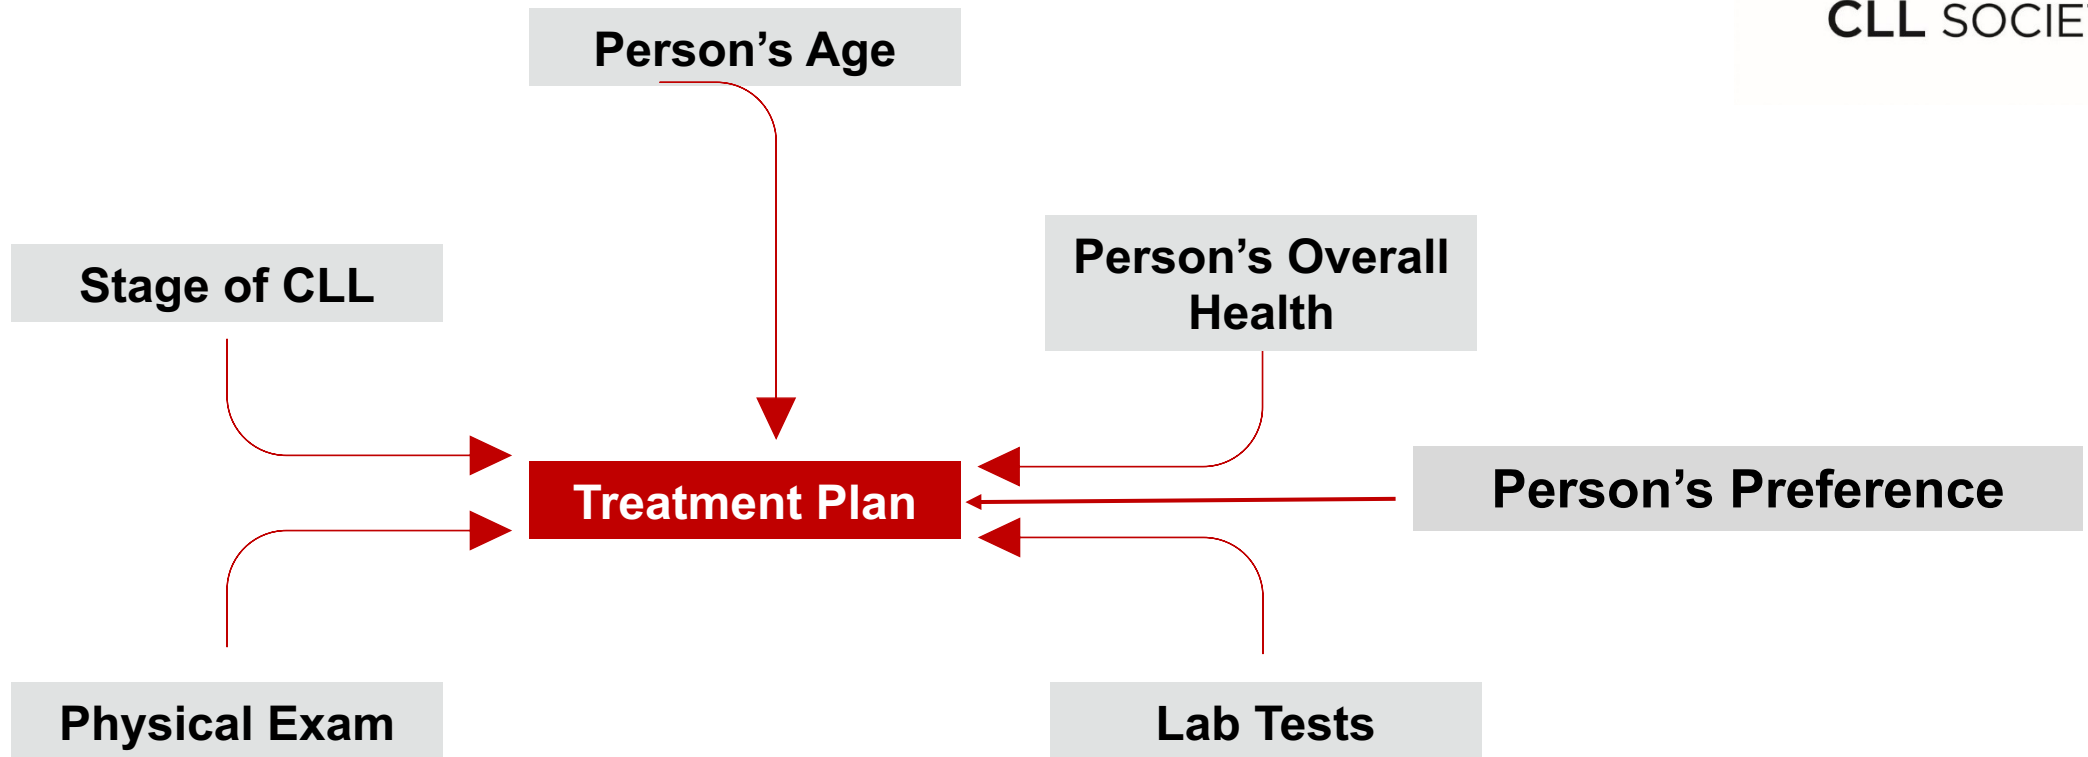 CLL SOCIE
Person’s Age
Person’s Overall
Health
Stage of CLL
Treatment Plan
Person’s Preference
Physical Exam
Lab Tests